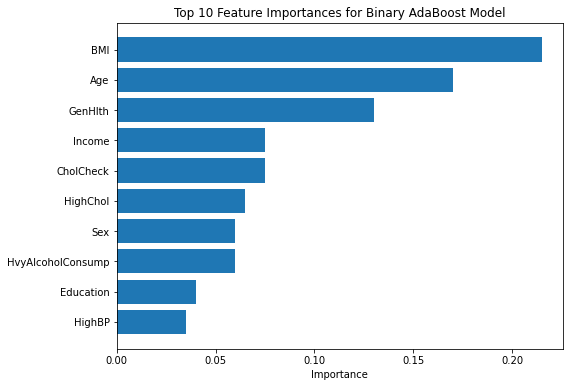 Top 10 Feature Importances for Binary AdaBoost Model
BMI
Age
GenHlth
Income
CholCheck
HighChol
Sex
HvyAlcoholConsump
Education
HighBP
0.00 0.05 0.10 0.15 0.20
Importance